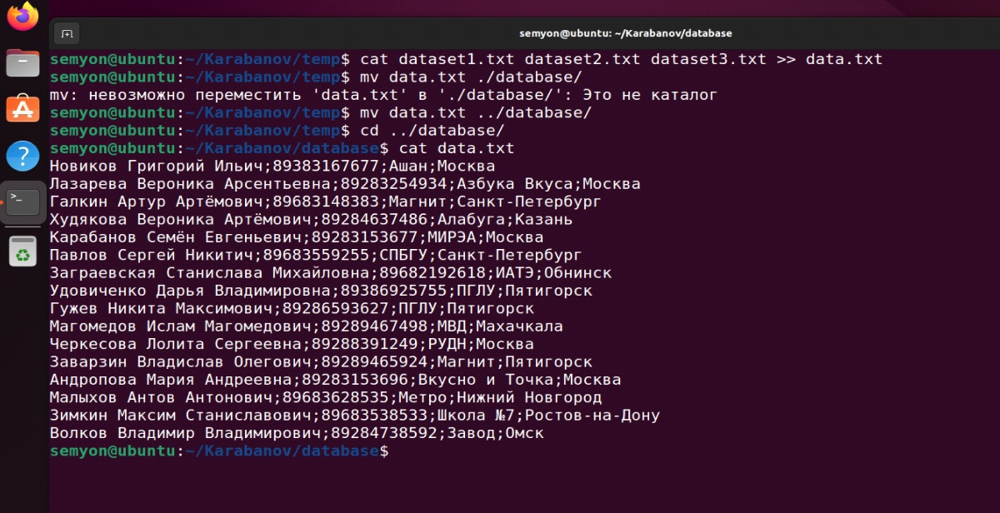 semyon@ubuntu: ~/Karabanov/database
semyon@ubuntu:~/Karabanov/temp$ cat dataset1.txt dataset2.txt dataset3.txt >> data.txt
semyon@ubuntu:~/Karabanov/temp$ mv data.txt ./database/
mv: невозможно переместить 'data.txt' в './database/': Это не каталог
semyon@ubuntu:~/Karabanov/temp$ mv data.txt ../database/
semyon@ubuntu:~/Karabanov/temp$ cd ../database/
semyon@ubuntu:~/Karabanov/database$ cat data.txt
Новиков Григорий Ильич;89383167677;Ашан;Москва
Лазарева Вероника Арсентьевна;89283254934;Азбука Вкуса;Москва
Галкин Артур Артёмович;89683148383;Магнит;Санкт-Петербург
Худякова Вероника Артёмович;89284637486;Алабуга;Казань
Карабанов Семён Евгеньевич;89283153677;МИРЭА;Москва
Павлов Сергей Никитич;89683559255;СПБГУ;Санкт-Петербург
Заграевская Станислава Михайловна;89682192618;ИАТЭ;Обнинск
Удовиченко Дарья Владимировна;89386925755;ПГЛУ;Пятигорск
Гужев Никита Максимович;89286593627;ПГЛУ;Пятигорск
Магомедов Ислам Магомедович;89289467498;МВД;Махачкала
Черкесова Лолита Сергеевна;89288391249;РУДН;Москва
Заварзин Владислав Олегович;89289465924;Магнит;Пятигорск
Андропова Мария Андреевна;89283153696;Вкусно и Точка;Москва
Малыхов Антов Антонович;89683628535;Метро;Нижний Новгород
Зимкин Максим Станиславович;89683538533;Школа №7;Ростов-на-Дону
Волков Владимир Владимирович;89284738592;Завод;Омск
semyon@ubuntu:~/Karabanov/database$